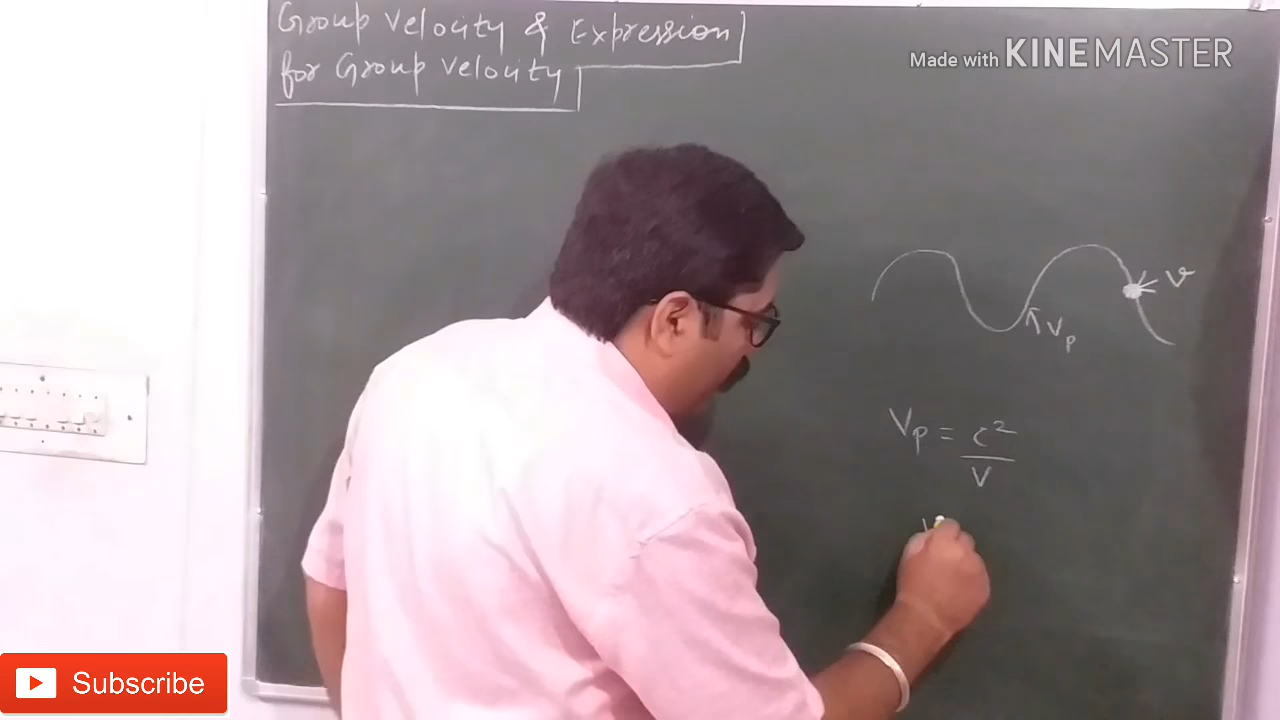 Group Velocity & Expression
for Group Velocity
Made with KINEMASTER
v
Vp
Vp = c²
V
Subscribe